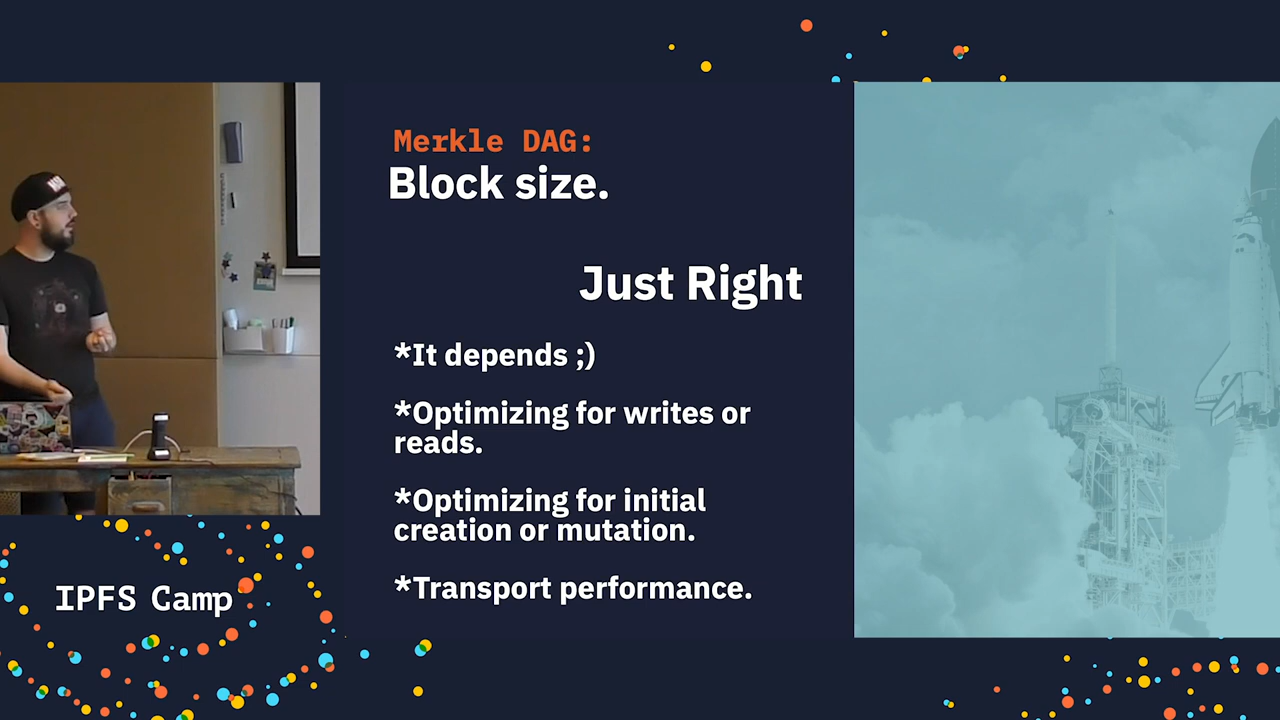 Merkle DAG:
Block size.
Just Right
*It depends ;)
*Optimizing for writes or
reads.
*Optimizing for initial
creation or mutation.
*Transport performance.
IPFS Camp